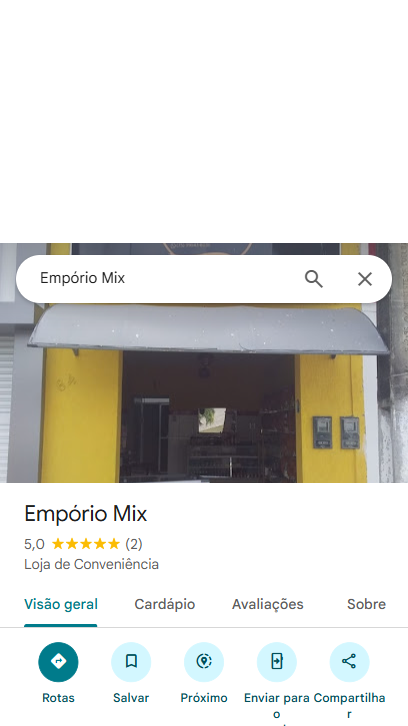 Empório Mix
Empório Mix
5,0 ★★★★★ (2)
Loja de Conveniência
Visão geral Cardápio Avaliações Sobre
Rotas Salvar Próximo Enviar para o Compartilhar